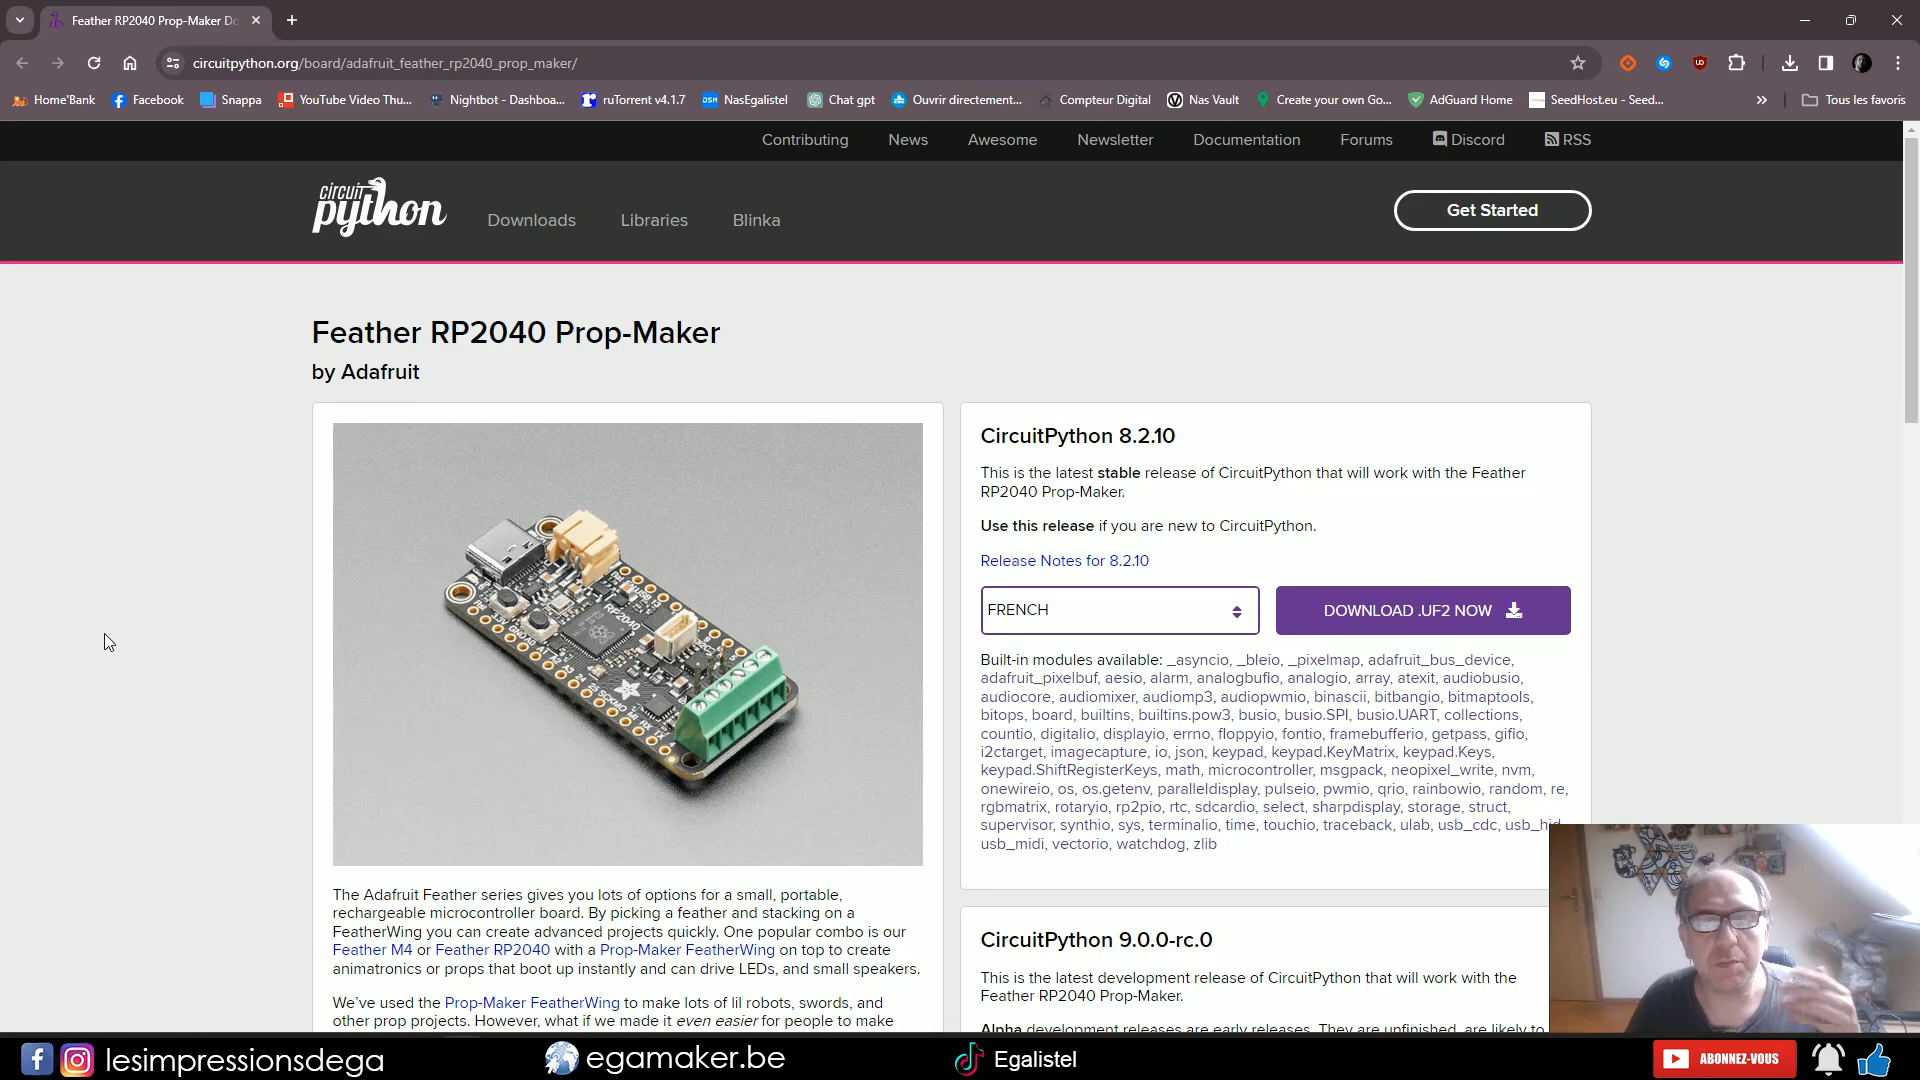 Feather RP2040 Prop-Maker Do
circuitpython.org/board/adafruit_feather_rp2040_prop_maker/
Home'Bank
Facebook
Snappa
YouTube Video Thu...
Nightbot - Dashboa...
ruTorrent v4.1.7
NasEgalistel
Chat gpt
Ouvrir directement...
Compteur Digital
Nas Vault
Create your own Go...
AdGuard Home
SeedHost.eu - Seed...
Tous les favoris
Contributing
News
Awesome
Newsletter
Documentation
Forums
Discord
RSS
circuit
python
Downloads
Libraries
Blinka
Get Started
Feather RP2040 Prop-Maker
by Adafruit
The Adafruit Feather series gives you lots of options for a small, portable,
rechargeable microcontroller board. By picking a feather and stacking on a
FeatherWing you can create advanced projects quickly. One popular combo is our
Feather M4 or Feather RP2040 with a Prop-Maker FeatherWing on top to create
animatronics or props that boot up instantly and can drive LEDs, and small speakers.
We've used the Prop-Maker FeatherWing to make lots of lil robots, swords, and
other prop projects. However, what if we made it even easier for people to make
CircuitPython 8.2.10
This is the latest stable release of CircuitPython that will work with the Feather
RP2040 Prop-Maker.
Use this release if you are new to CircuitPython.
Release Notes for 8.2.10
FRENCH
DOWNLOAD .UF2 NOW
Built-in modules available: _asyncio, _bleio, _pixelmap, adafruit_bus_device,
adafruit_pixelbuf, aesio, alarm, analogbufio, analogio, array, atexit, audiobusio,
audiocore, audiomixer, audiomp3, audiopwmio, binascii, bitbangio, bitmaptools,
bitops, board, builtins, builtins.pow3, busio, busio.SPI, busio.UART, collections,
countio, digitalio, displayio, errno, floppyio, fontio, framebufferio, getpass, gifio,
i2ctarget, imagecapture, io, json, keypad, keypad.KeyMatrix, keypad.Keys,
keypad.ShiftRegisterKeys, math, microcontroller, msgpack, neopixel_write, nvm,
onewireio, os, os.getenv, paralleldisplay, pulseio, pwmio, qrio, rainbowio, random, re,
rgbmatrix, rotaryio, rp2pio, rtc, sdcardio, select, sharpdisplay, storage, struct,
supervisor, synthio, sys, terminalio, time, touchio, traceback, ulab, usb_cdc, usb_hid,
usb_midi, vectorio, watchdog, zlib
CircuitPython 9.0.0-rc.0
This is the latest development release of CircuitPython that will work with the
Feather RP2040 Prop-Maker.
Alpha development releases are early releases. They are unfinished, are likely to
lesimpressionsdega
egamaker.be
Egalistel
ABONNEZ-VOUS